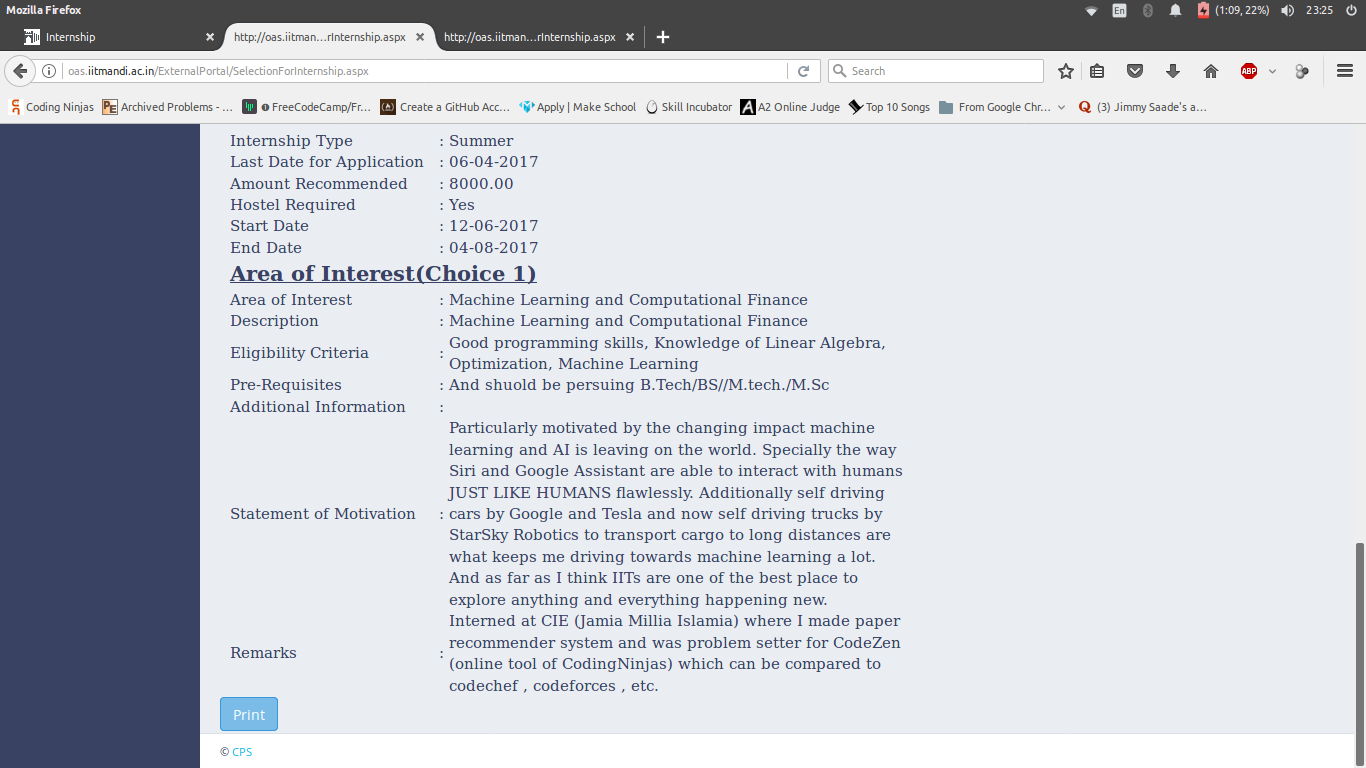 Mozilla Firefox
En
(1:09, 22%)
23:25
Internship
http://oas.iitman...rInternship.aspx
http://oas.iitman...rInternship.aspx
oas.iitmandi.ac.in/ExternalPortal/SelectionForInternship.aspx
Search
ABP
Coding Ninjas
Archived Problems - ...
FreeCodeCamp/Fr...
Create a GitHub Acc...
Apply | Make School
Skill Incubator
A2 Online Judge
Top 10 Songs
From Google Chr...
(3) Jimmy Saade's a...
Internship Type : Summer
Last Date for Application : 06-04-2017
Amount Recommended : 8000.00
Hostel Required : Yes
Start Date : 12-06-2017
End Date : 04-08-2017
Area of Interest(Choice 1)
Area of Interest : Machine Learning and Computational Finance
Description : Machine Learning and Computational Finance
Eligibility Criteria : Good programming skills, Knowledge of Linear Algebra,
Optimization, Machine Learning
Pre-Requisites : And shuold be persuing B.Tech/BS//M.tech./M.Sc
Additional Information :
Statement of Motivation :
Particularly motivated by the changing impact machine
learning and AI is leaving on the world. Specially the way
Siri and Google Assistant are able to interact with humans
JUST LIKE HUMANS flawlessly. Additionally self driving
cars by Google and Tesla and now self driving trucks by
StarSky Robotics to transport cargo to long distances are
what keeps me driving towards machine learning a lot.
And as far as I think IITs are one of the best place to
explore anything and everything happening new.
Remarks :
Interned at CIE (Jamia Millia Islamia) where I made paper
recommender system and was problem setter for CodeZen
(online tool of CodingNinjas) which can be compared to
codechef , codeforces , etc.
Print
© CPS